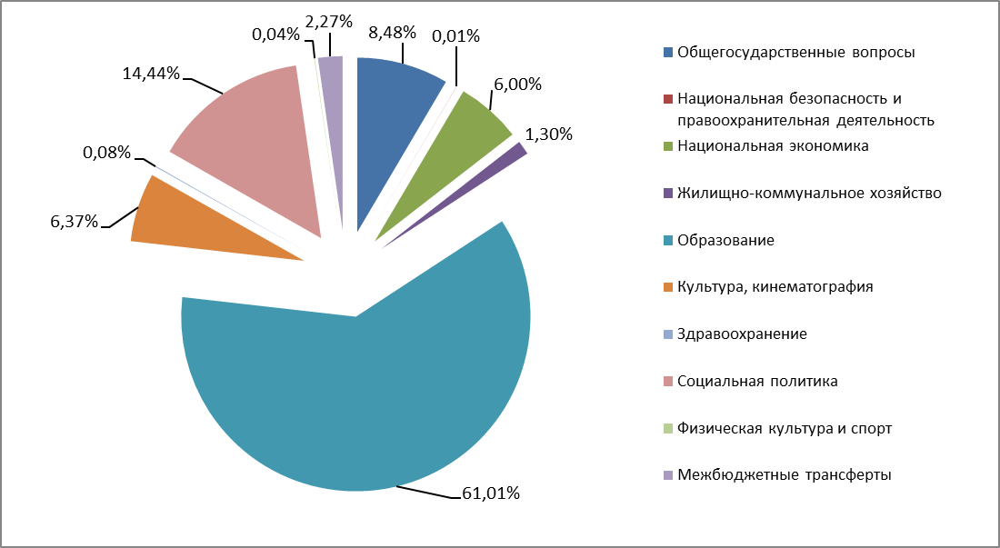 2,27%
0,04%
8,48%
0,01%
14,44%
6,00%
1,30%
0,08%
6,37%
61,01%
Общегосударственные вопросы
Национальная безопасность и
правоохранительная деятельность
Национальная экономика
Жилищно-коммунальное хозяйство
Образование
Культура, кинематография
Здравоохранение
Социальная политика
Физическая культура и спорт
Межбюджетные трансферты